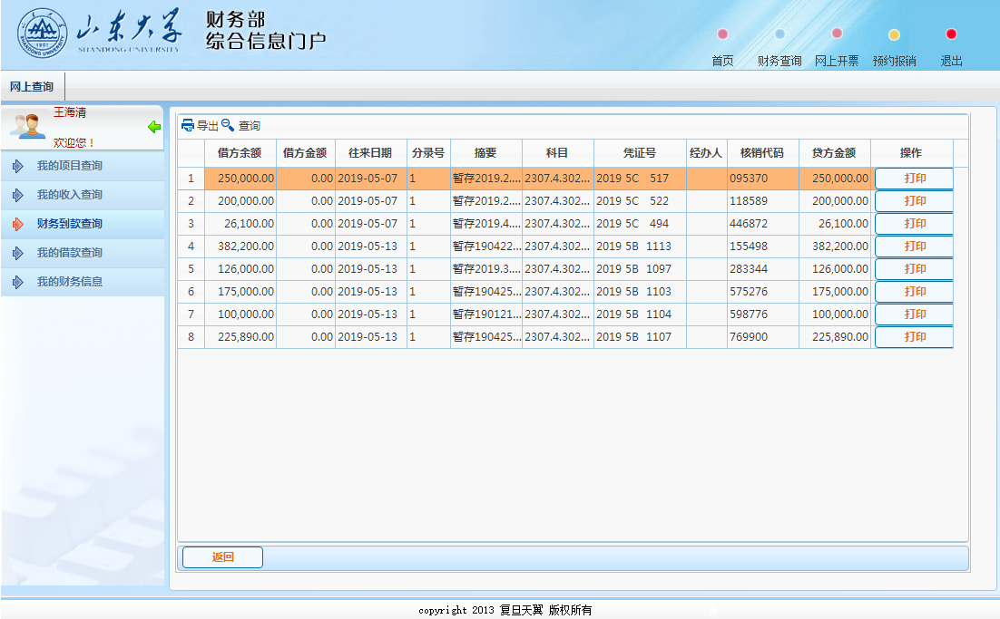 山东大学
SHANDONG UNIVERSITY
SHANDONG UNIVERSITY
1901
财务部
综合信息门户
首页 财务查询 网上开票 预约报销 退出
网上查询
王海清
欢迎您！
我的项目查询
我的收入查询
财务到款查询
我的借款查询
我的财务信息
导出 查询
借方余额 借方金额 往来日期 分录号 摘要 科目 凭证号 经办人 核销代码 贷方金额 操作
1 250,000.00 0.00 2019-05-07 1 暂存2019.2.... 2307.4.302... 2019 5C 517 095370 250,000.00 打印
2 200,000.00 0.00 2019-05-07 1 暂存2019.2.... 2307.4.302... 2019 5C 522 118589 200,000.00 打印
3 26,100.00 0.00 2019-05-07 1 暂存2019.4.... 2307.4.302... 2019 5C 494 446872 26,100.00 打印
4 382,200.00 0.00 2019-05-13 1 暂存190422... 2307.4.302... 2019 5B 1113 155498 382,200.00 打印
5 126,000.00 0.00 2019-05-13 1 暂存2019.3.... 2307.4.302... 2019 5B 1097 283344 126,000.00 打印
6 175,000.00 0.00 2019-05-13 1 暂存190425... 2307.4.302... 2019 5B 1103 575276 175,000.00 打印
7 100,000.00 0.00 2019-05-13 1 暂存190121... 2307.4.302... 2019 5B 1104 598776 100,000.00 打印
8 225,890.00 0.00 2019-05-13 1 暂存190425... 2307.4.302... 2019 5B 1107 769900 225,890.00 打印
返回
copyright 2013 复旦天翼 版权所有